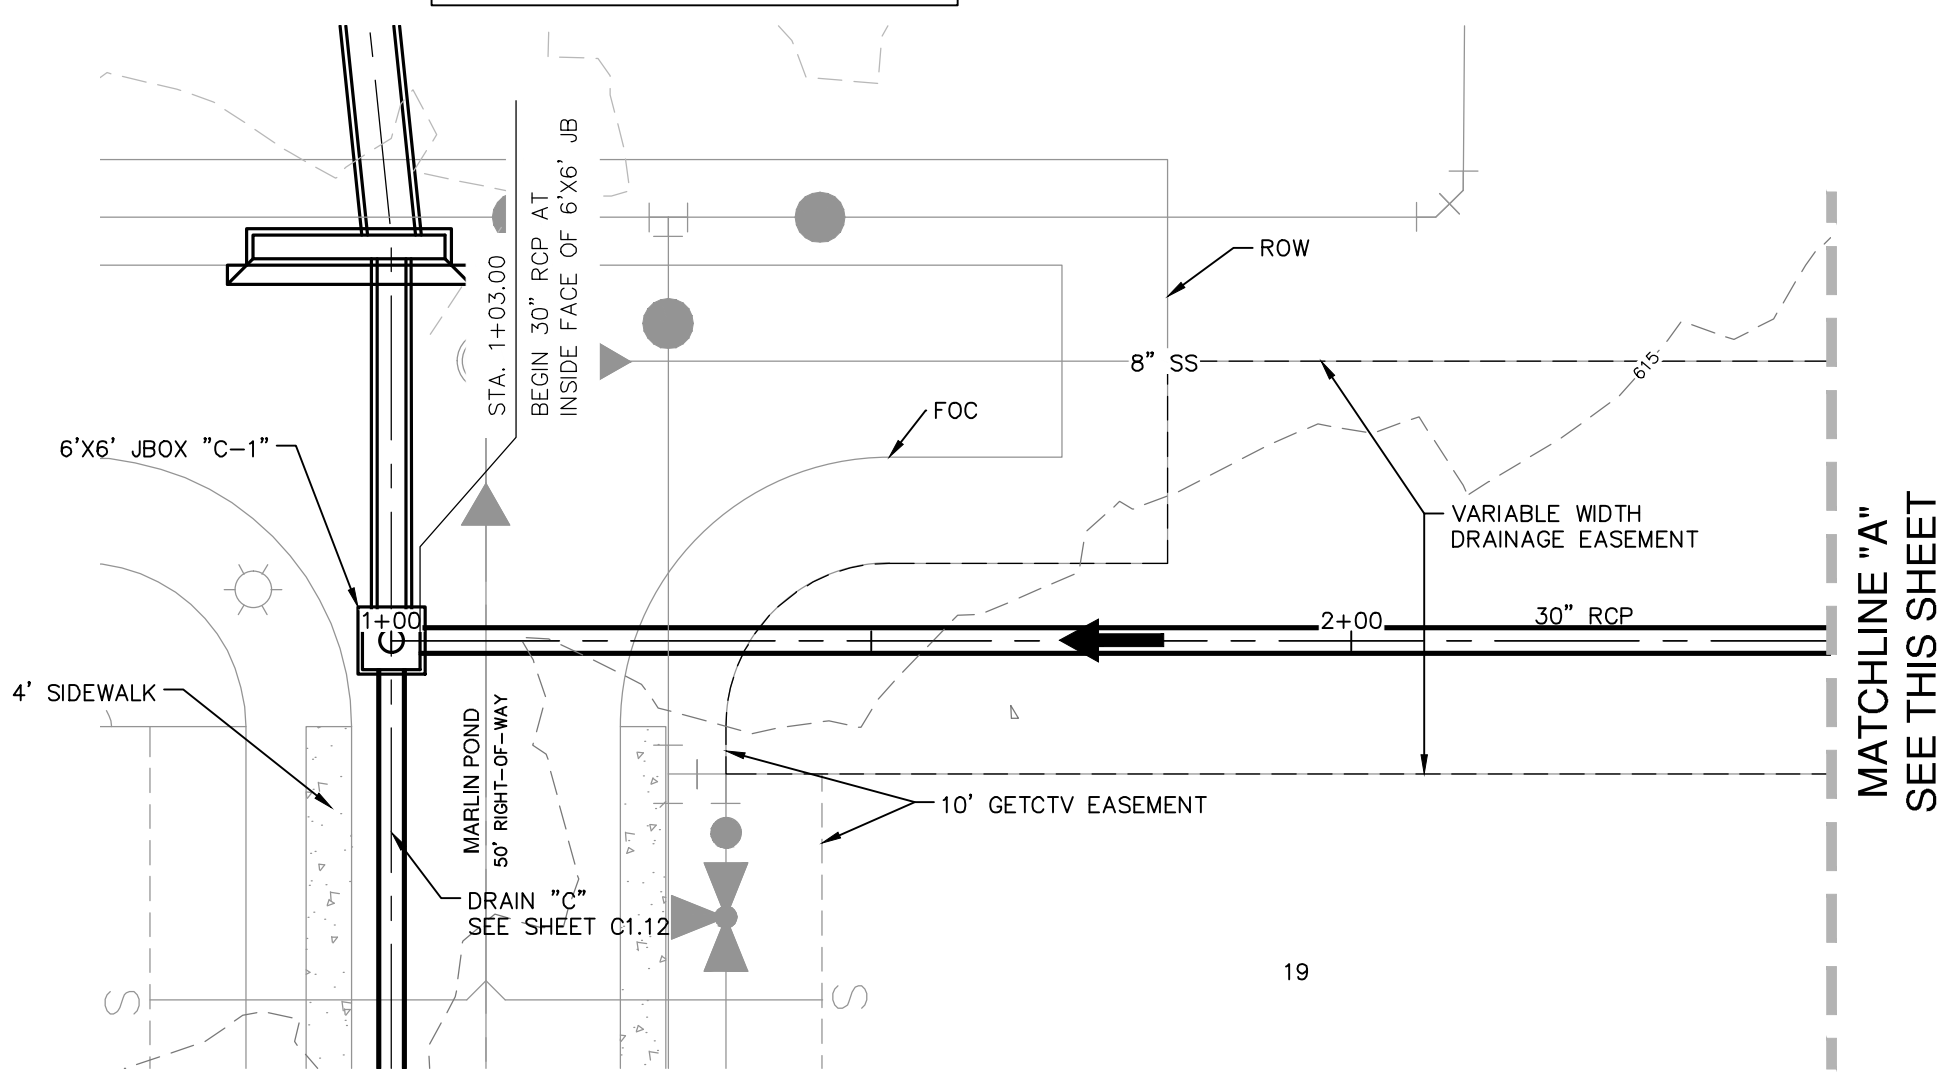 STA. 1+03.00
BEGIN 30" RCP AT
INSIDE FACE OF 6'X6' JB
ROW
8" SS
615
FOC
6'X6' JBOX "C-1"
VARIABLE WIDTH
DRAINAGE EASEMENT
MATCHLINE "A"
SEE THIS SHEET
1+00
2+00
30" RCP
4' SIDEWALK
MARLIN POND
50' RIGHT-OF-WAY
10' GETCTV EASEMENT
DRAIN "C"
SEE SHEET C1.12
19
S
S